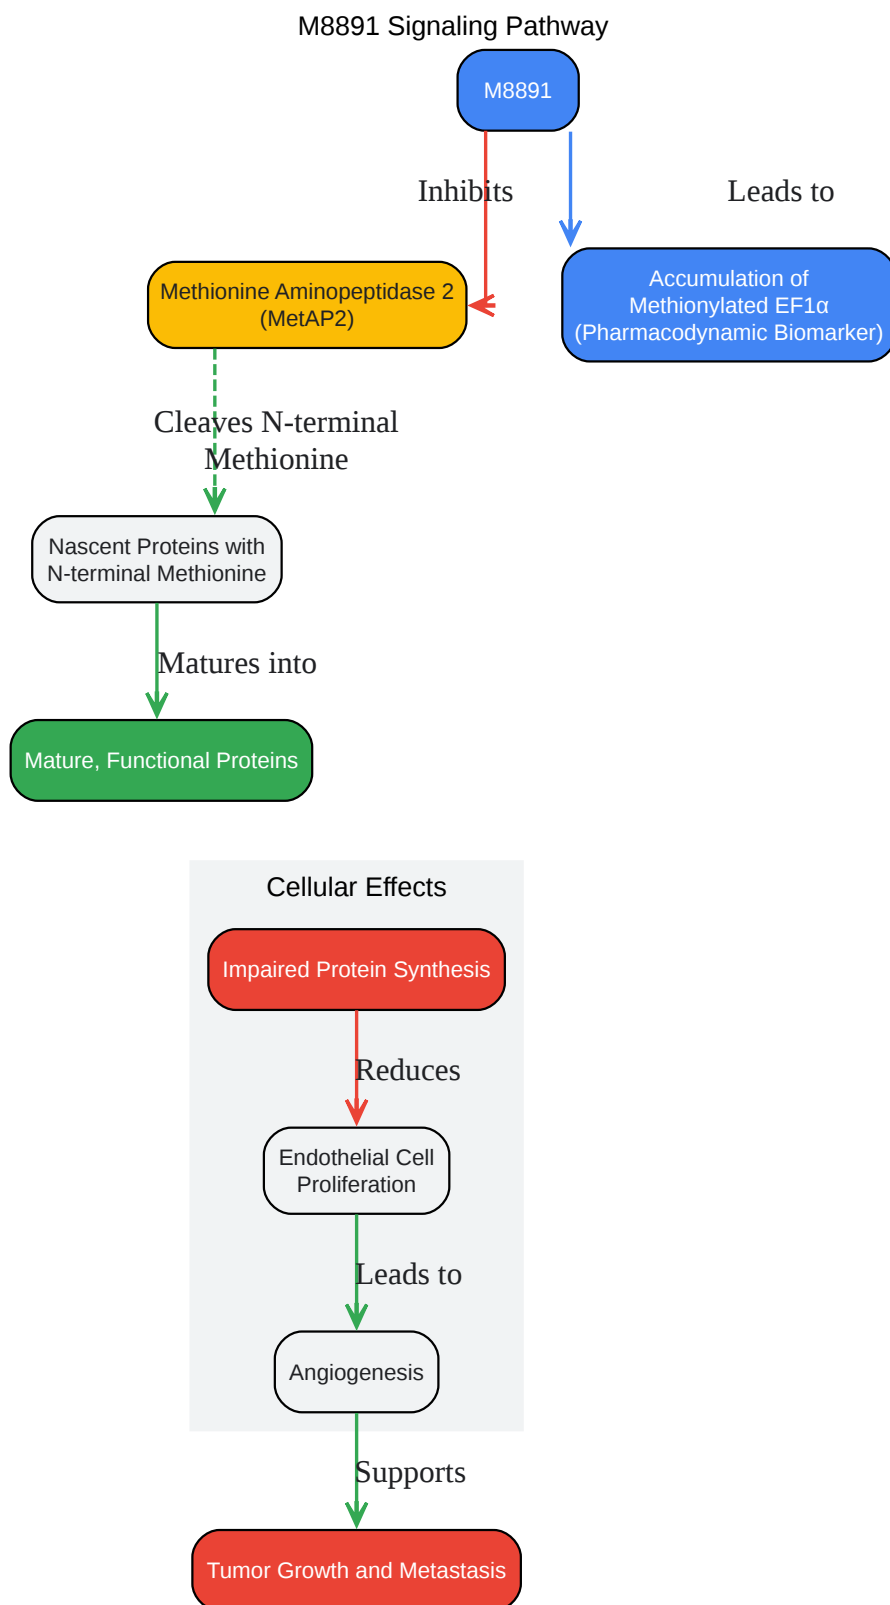 M8891 Signaling Pathway
M8891
Inhibits
Leads to
Methionine Aminopeptidase 2
(MetAP2)
Accumulation of
Methionylated EF1α
(Pharmacodynamic Biomarker)
Cleaves N-terminal
Methionine
Nascent Proteins with
N-terminal Methionine
Matures into
Mature, Functional Proteins
Cellular Effects
Impaired Protein Synthesis
Reduces
Endothelial Cell
Proliferation
Leads to
Angiogenesis
Supports
Tumor Growth and Metastasis